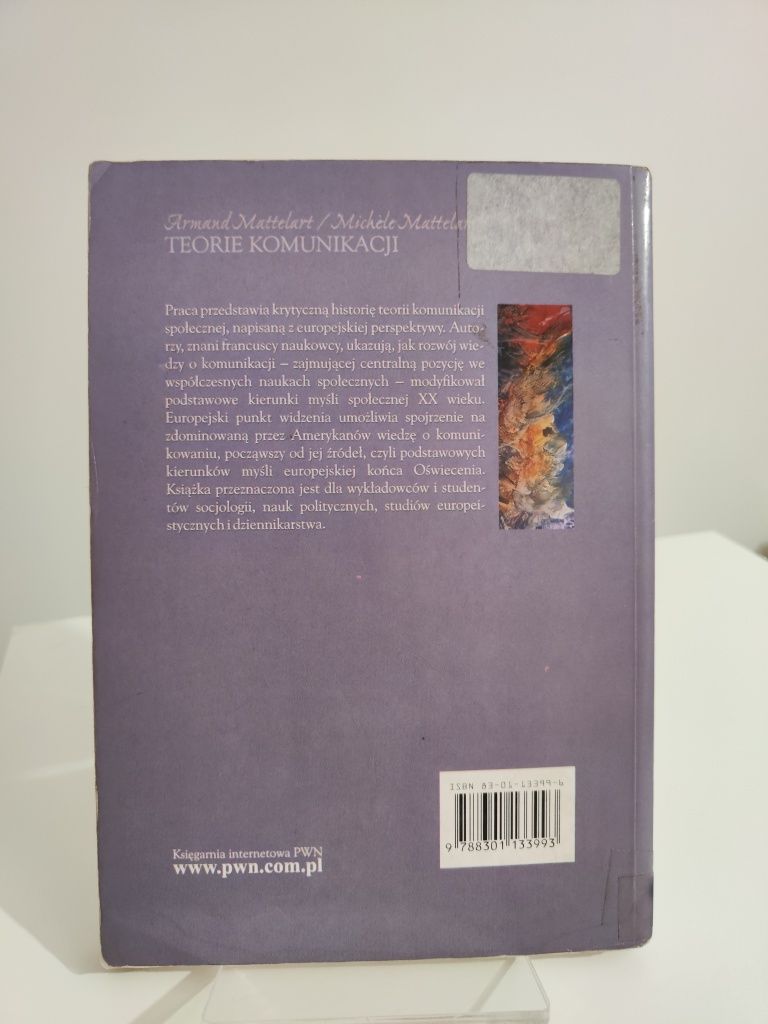 Armand Mattelart / Michèle Mattelar
TEORIE KOMUNIKACJI
Praca przedstawia krytyczną historię teorii komunikacji
społecznej, napisaną z europejskiej perspektywy. Auto-
rzy, znani francuscy naukowcy, ukazują, jak rozwój wie-
dzy o komunikacji – zajmującej centralną pozycję we
współczesnych naukach społecznych – modyfikował
podstawowe kierunki myśli społecznej XX wieku.
Europejski punkt widzenia umożliwia spojrzenie na
zdominowaną przez Amerykanów wiedzę o komuni-
kowaniu, począwszy od jej źródeł, czyli podstawowych
kierunków myśli europejskiej końca Oświecenia.
Książka przeznaczona jest dla wykładowców i studen-
tów socjologii, nauk politycznych, studiów europei-
stycznych i dziennikarstwa.
ISBN 83-01-13399-6
9 788301 133993
Księgarnia internetowa PWN
www.pwn.com.pl